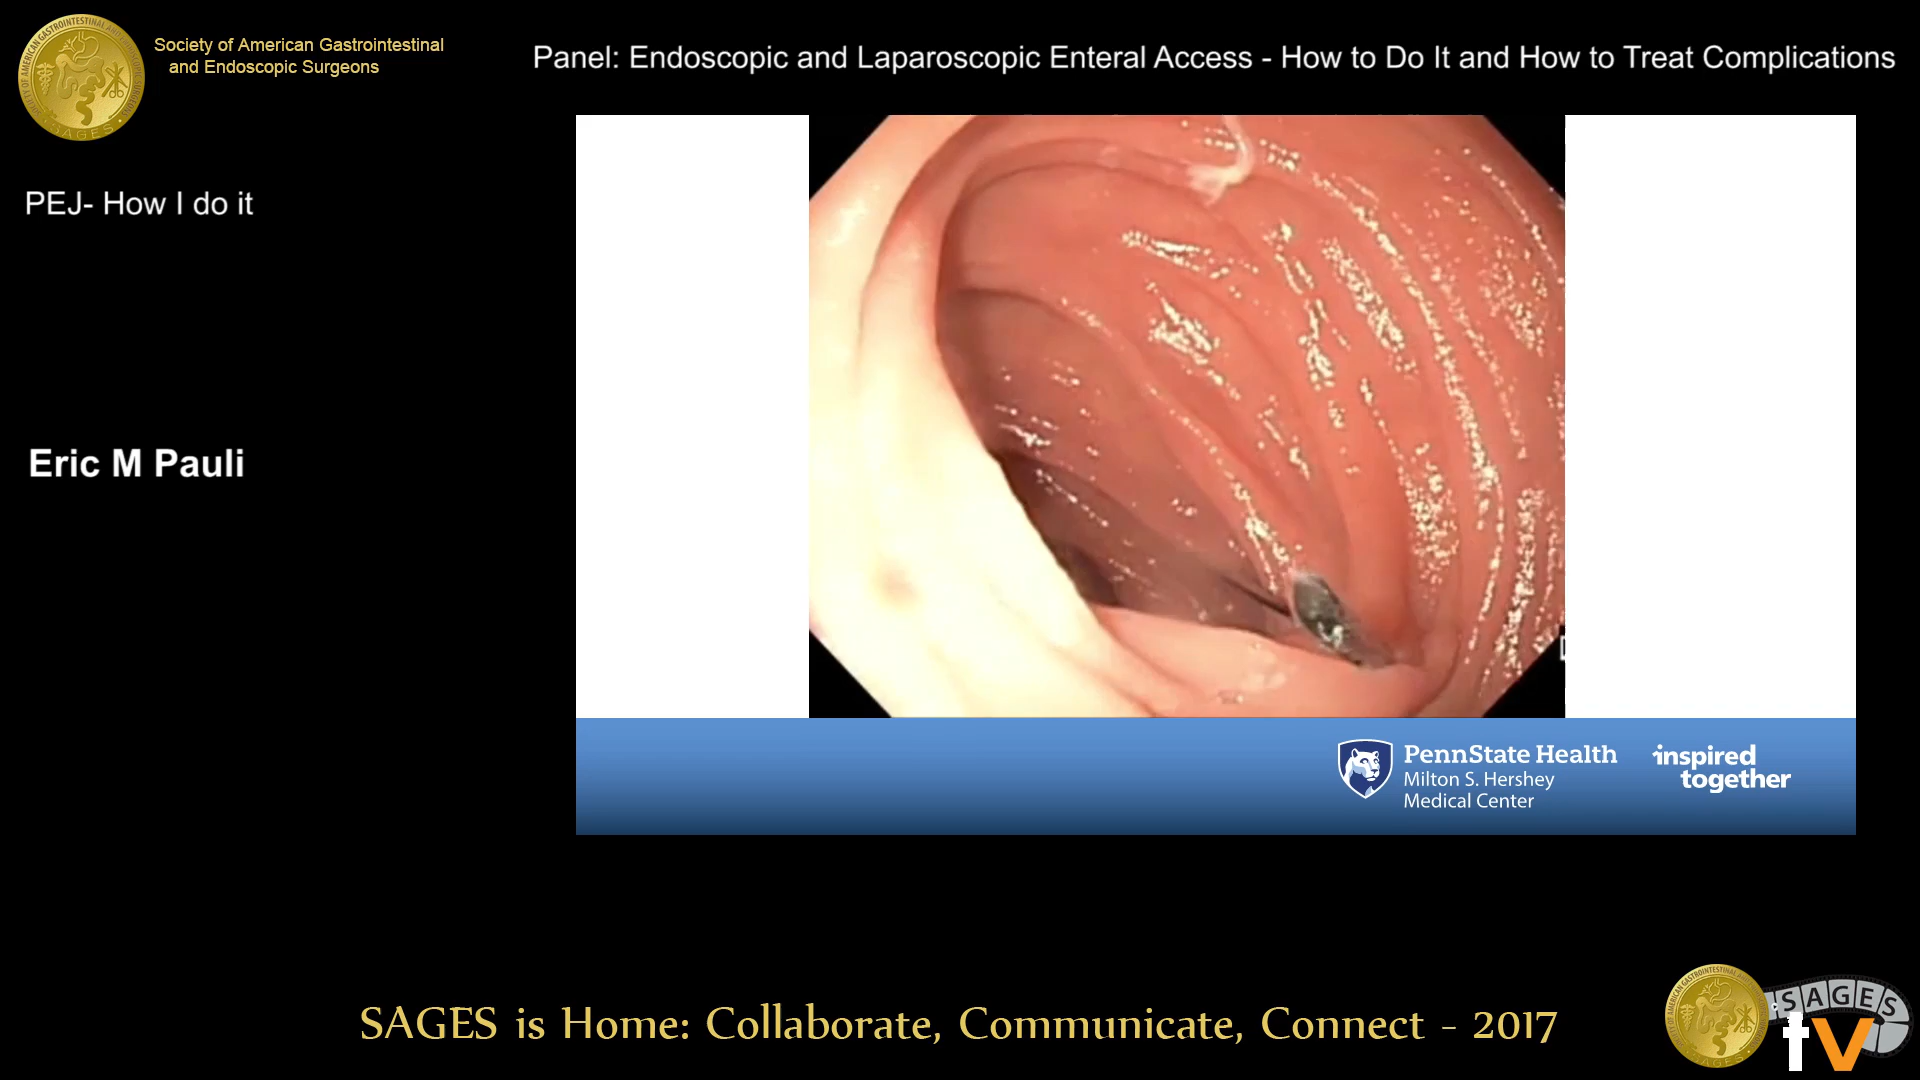 Society of American Gastrointestinal
and Endoscopic Surgeons
Panel: Endoscopic and Laparoscopic Enteral Access - How to Do It and How to Treat Complications
PEJ- How I do it
Eric M Pauli
PennState Health
Milton S. Hershey
Medical Center
inspired
together
SAGES is Home: Collaborate, Communicate, Connect - 2017
SAGES
tv